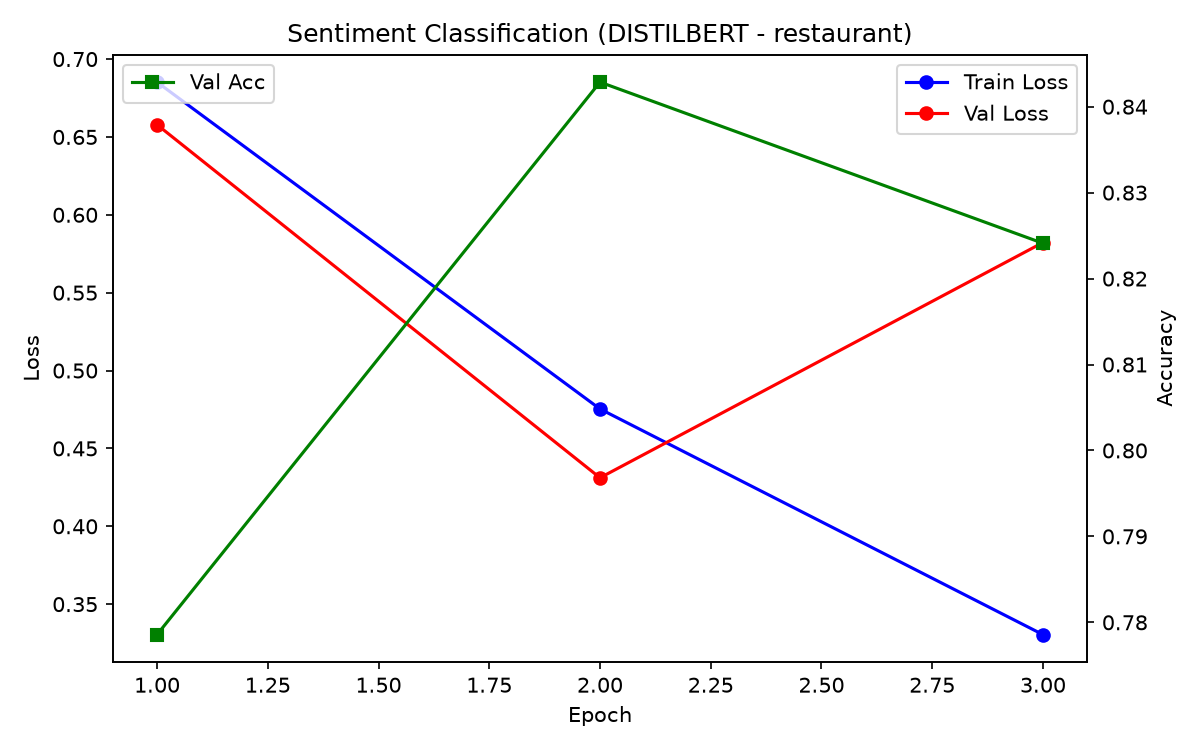 Sentiment Classification (DISTILBERT - restaurant)
Val Acc
Train Loss
Val Loss
Loss
0.70
0.65
0.60
0.55
0.50
0.45
0.40
0.35
Accuracy
0.84
0.83
0.82
0.81
0.80
0.79
0.78
1.00 1.25 1.50 1.75 2.00 2.25 2.50 2.75 3.00
Epoch